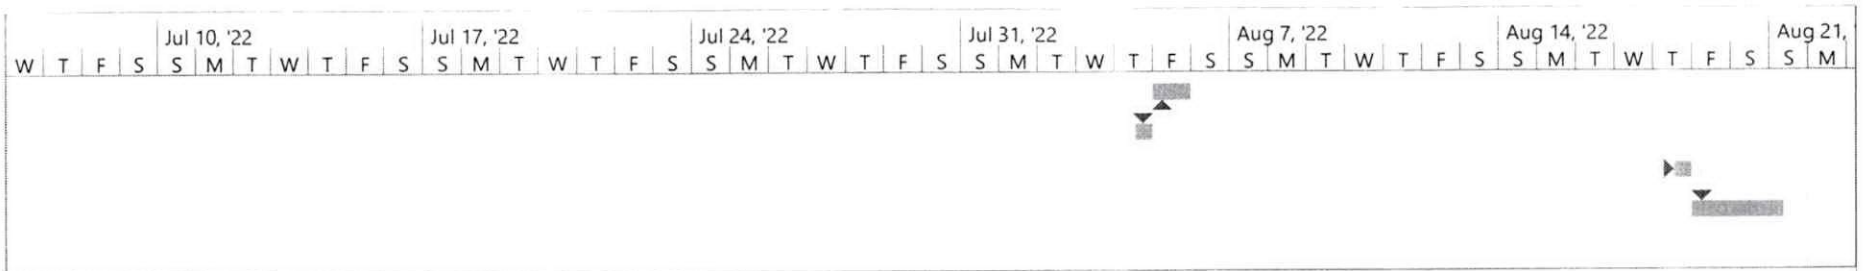 Jul 10, '22 Jul 17, '22 Jul 24, '22 Jul 31, '22 Aug 7, '22 Aug 14, '22 Aug 21,
W T F S S M T W T F S S M T W T F S S M T W T F S S M T W T F S S M T W T F S S M T W T F S S M